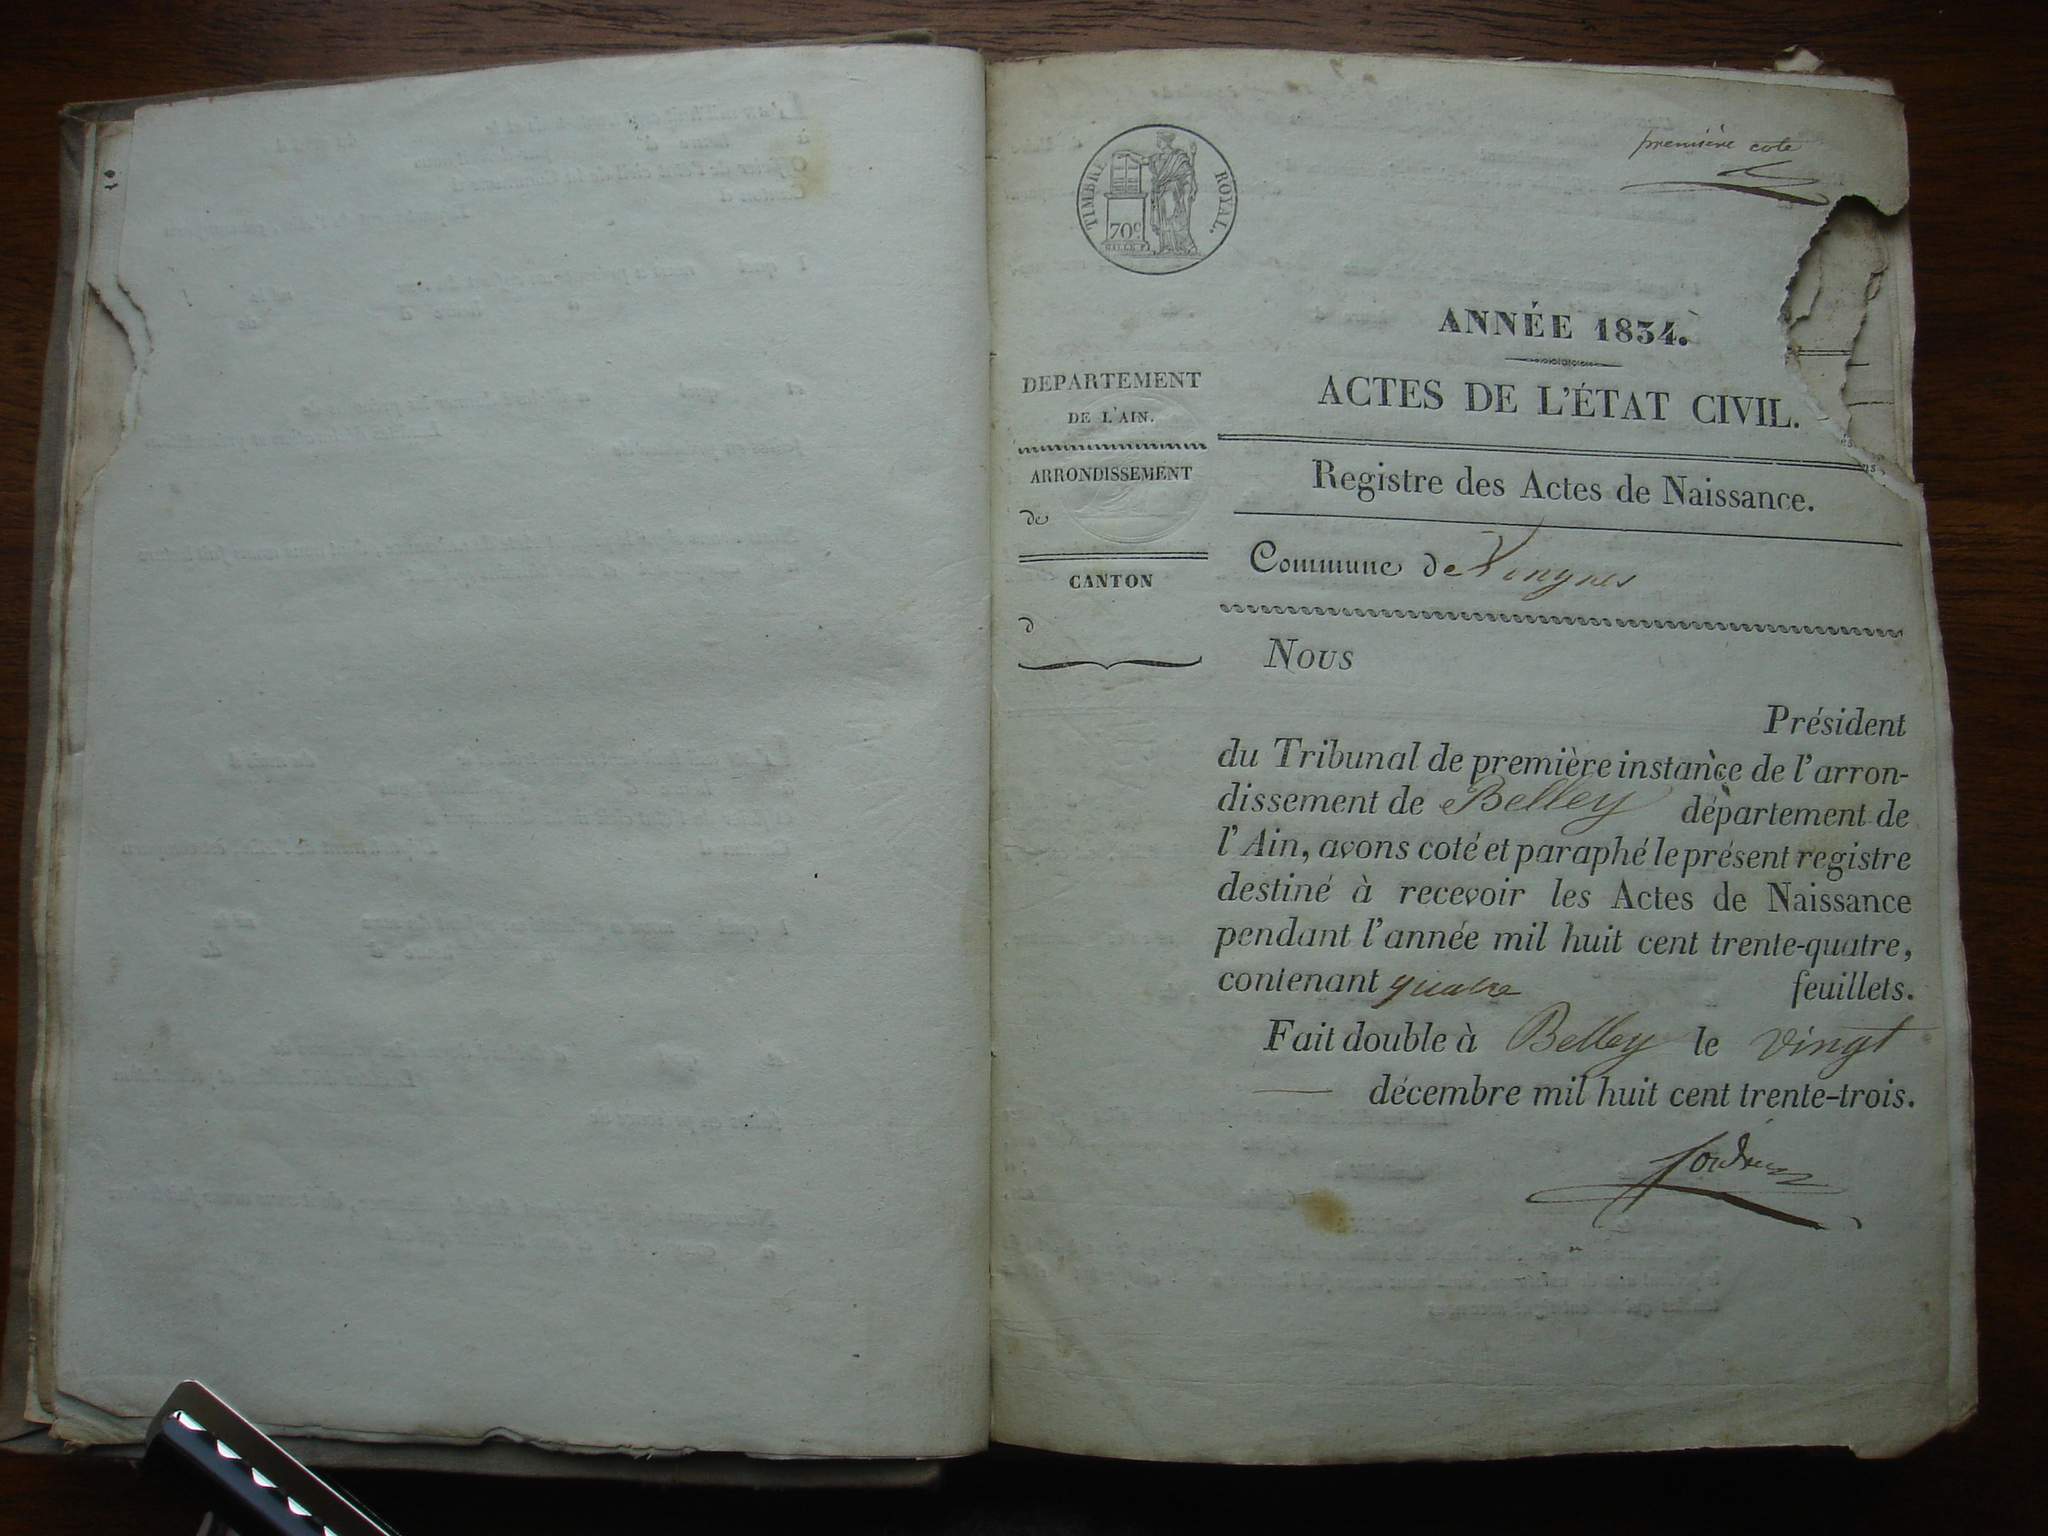 première cote
TIMBRE ROYAL.
70c
ANNÉE 1834.
DEPARTEMENT
DE L'AIN.
ACTES DE L'ÉTAT CIVIL.
ARRONDISSEMENT
de
Registre des Actes de Naissance.
CANTON
d
Commune de Vongnes
Nous
Président
du Tribunal de première instance de l'arron-
dissement de Belley département de
l'Ain, avons coté et paraphé le présent registre
destiné à recevoir les Actes de Naissance
pendant l'année mil huit cent trente-quatre,
contenant quatre feuillets.
Fait double à Belley le vingt
décembre mil huit cent trente-trois.